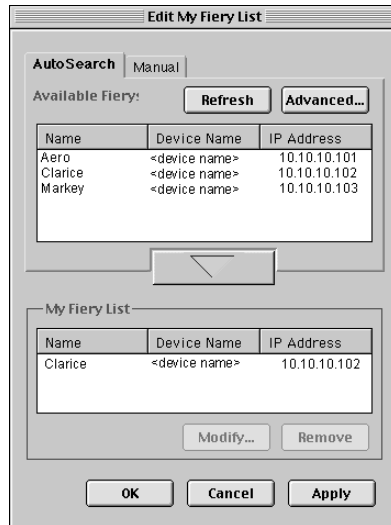 Edit My Fiery List
AutoSearch Manual
Available Fierys
Refresh Advanced...
Name Device Name IP Address
Aero <device name> 10.10.10.101
Clarice <device name> 10.10.10.102
Markey <device name> 10.10.10.103
My Fiery List
Name Device Name IP Address
Clarice <device name> 10.10.10.102
Modify... Remove
OK Cancel Apply